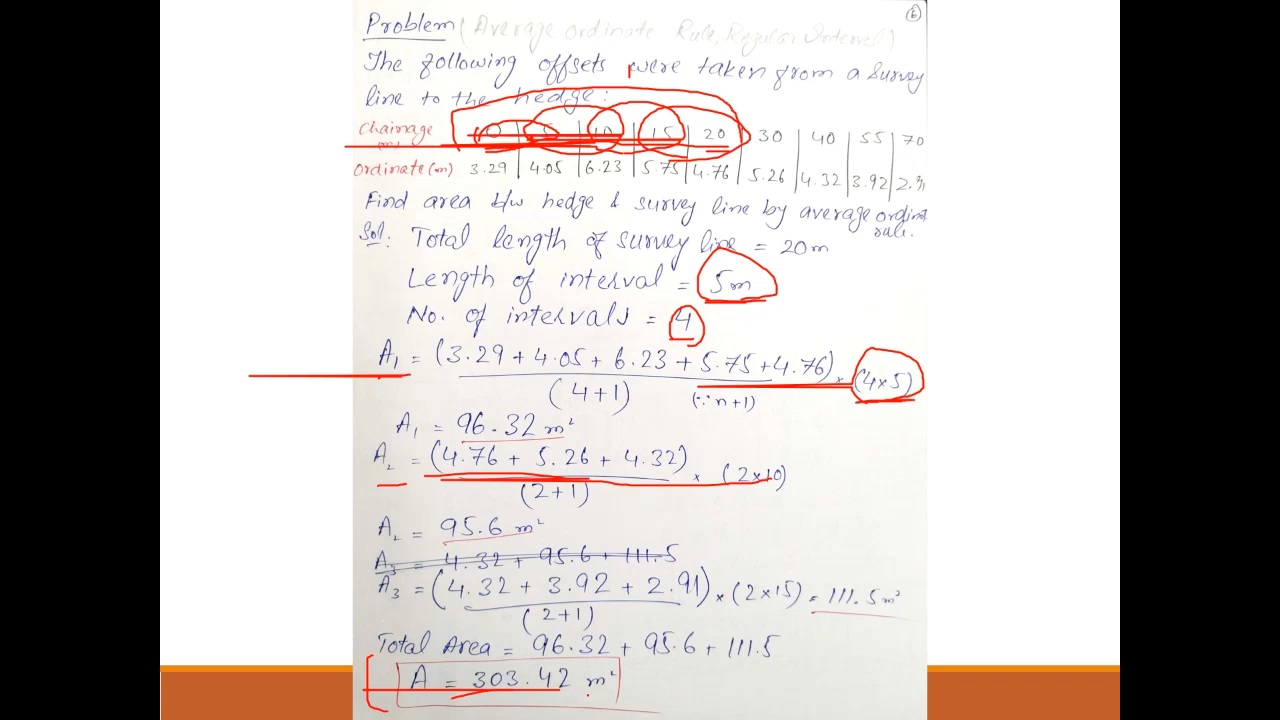 6
Problem (Average ordinate Rule, Regular Interval)
The following offsets were taken from a survey
line to the hedge:
Chainage (m) 0 5 10 15 20 30 40 55 70
Ordinate (m) 3.29 4.05 6.23 5.75 4.76 5.26 4.32 3.92 2.91
Find area b/w hedge & survey line by average ordinate
rule.
Sol: Total length of survey line = 20m
Length of interval = 5m
No. of intervals = 4
A₁ = (3.29 + 4.05 + 6.23 + 5.75 + 4.76) × (4×5)
(4+1) (∵ n+1)
A₁ = 96.32 m²
A₂ = (4.76 + 5.26 + 4.32) × (2×10)
(2+1)
A₂ = 95.6 m²
A₃ = 4.32 + 95.6 + 111.5
A₃ = (4.32 + 3.92 + 2.91) × (2×15) = 111.5 m²
(2+1)
Total Area = 96.32 + 95.6 + 111.5
A = 303.42 m²